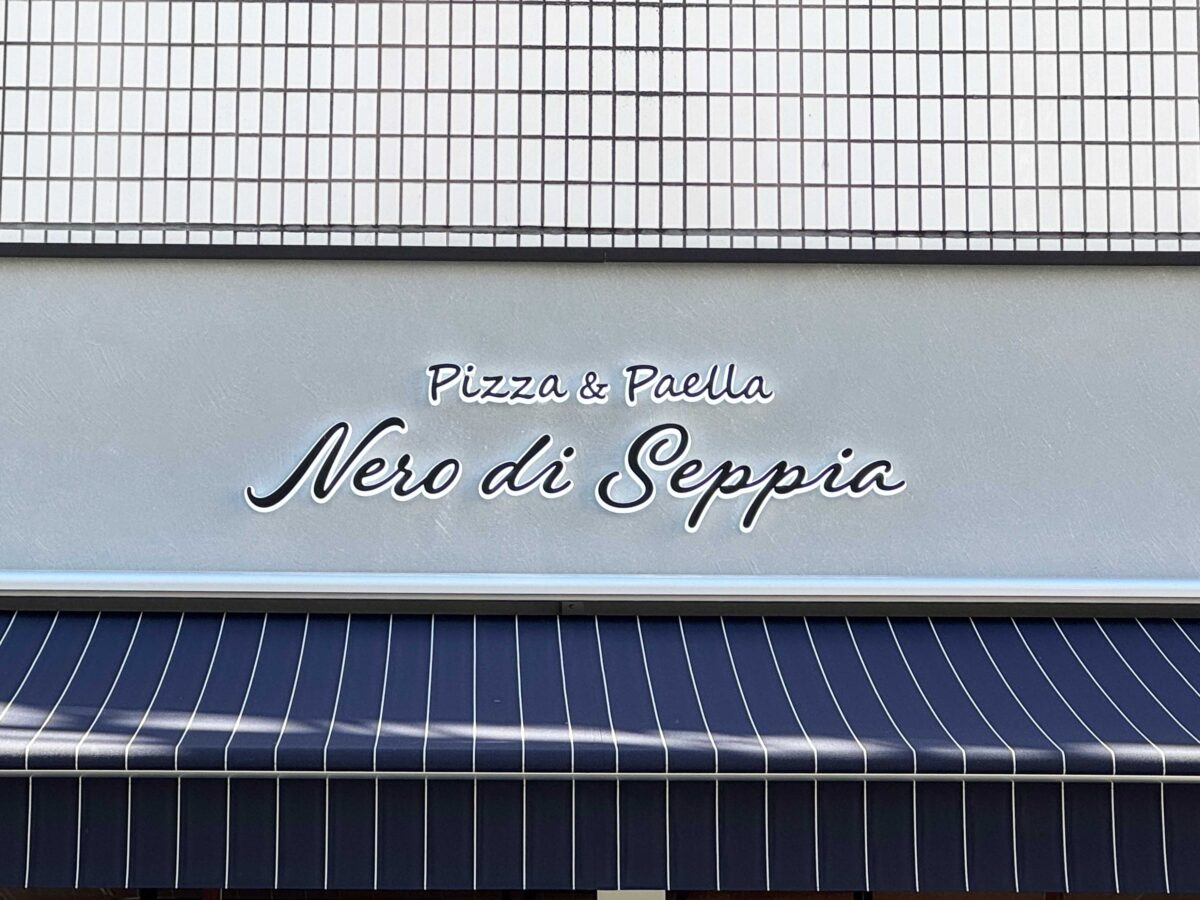 Pizza & Paella
Nero di Seppia